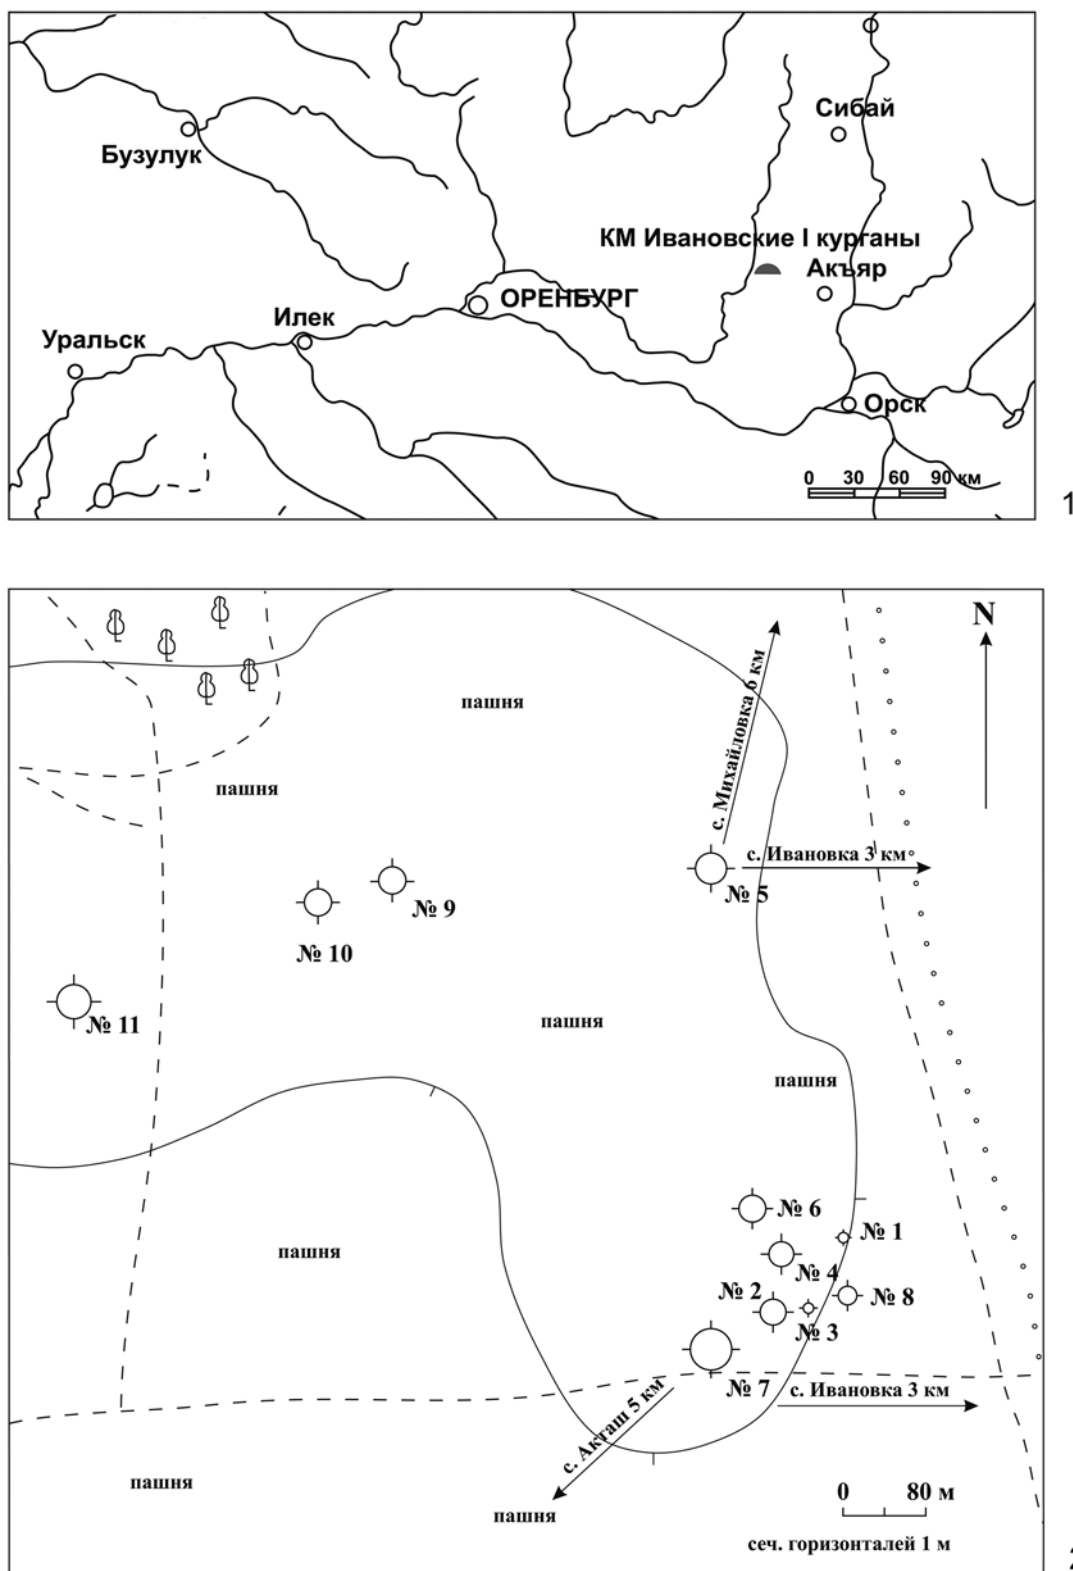 Сибай
Бузулук
КМ Ивановские I курганы
Акъяр
ОРЕНБУРГ
Илек
Уральск
Орск
0 30 60 90 км
1
N
с. Михайловка 6 км
пашня
пашня
с. Ивановка 3 км
№ 5
№ 9
№ 10
№ 11
пашня
пашня
№ 6
№ 1
пашня
№ 4
№ 2
№ 8
№ 3
№ 7
с. Ивановка 3 км
с. Акташ 5 км
пашня
0 80 м
пашня
сеч. горизонталей 1 м